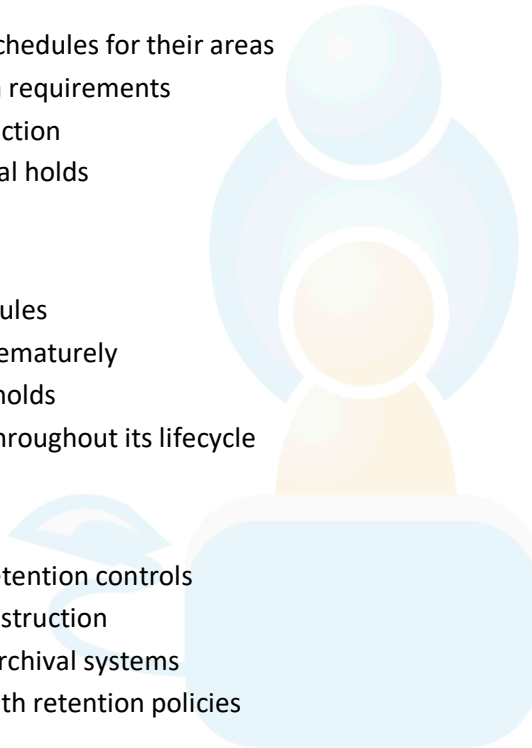 chedules for their areas
requirements
ction
al holds
ules
ematurely
holds
hroughout its lifecycle
etention controls
struction
rchival systems
th retention policies